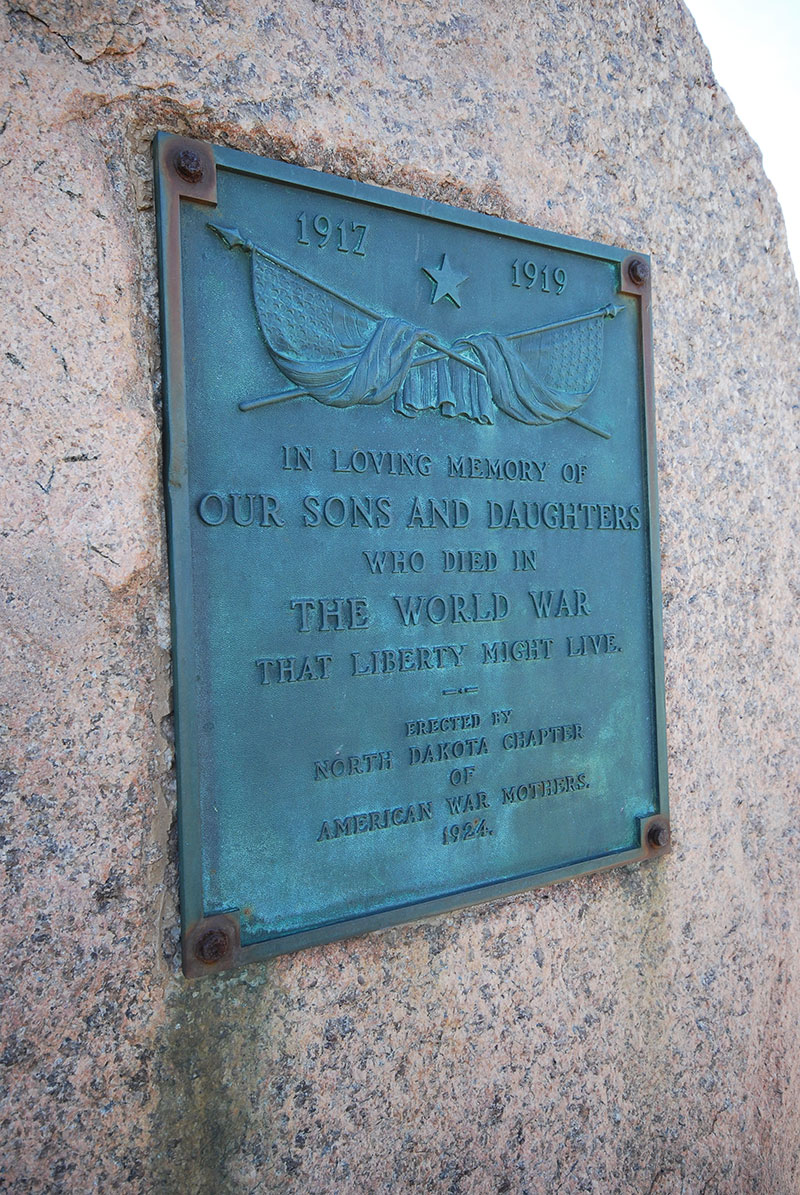 1917 1919
IN LOVING MEMORY OF
OUR SONS AND DAUGHTERS
WHO DIED IN
THE WORLD WAR
THAT LIBERTY MIGHT LIVE.
ERECTED BY
NORTH DAKOTA CHAPTER
OF
AMERICAN WAR MOTHERS.
1924.